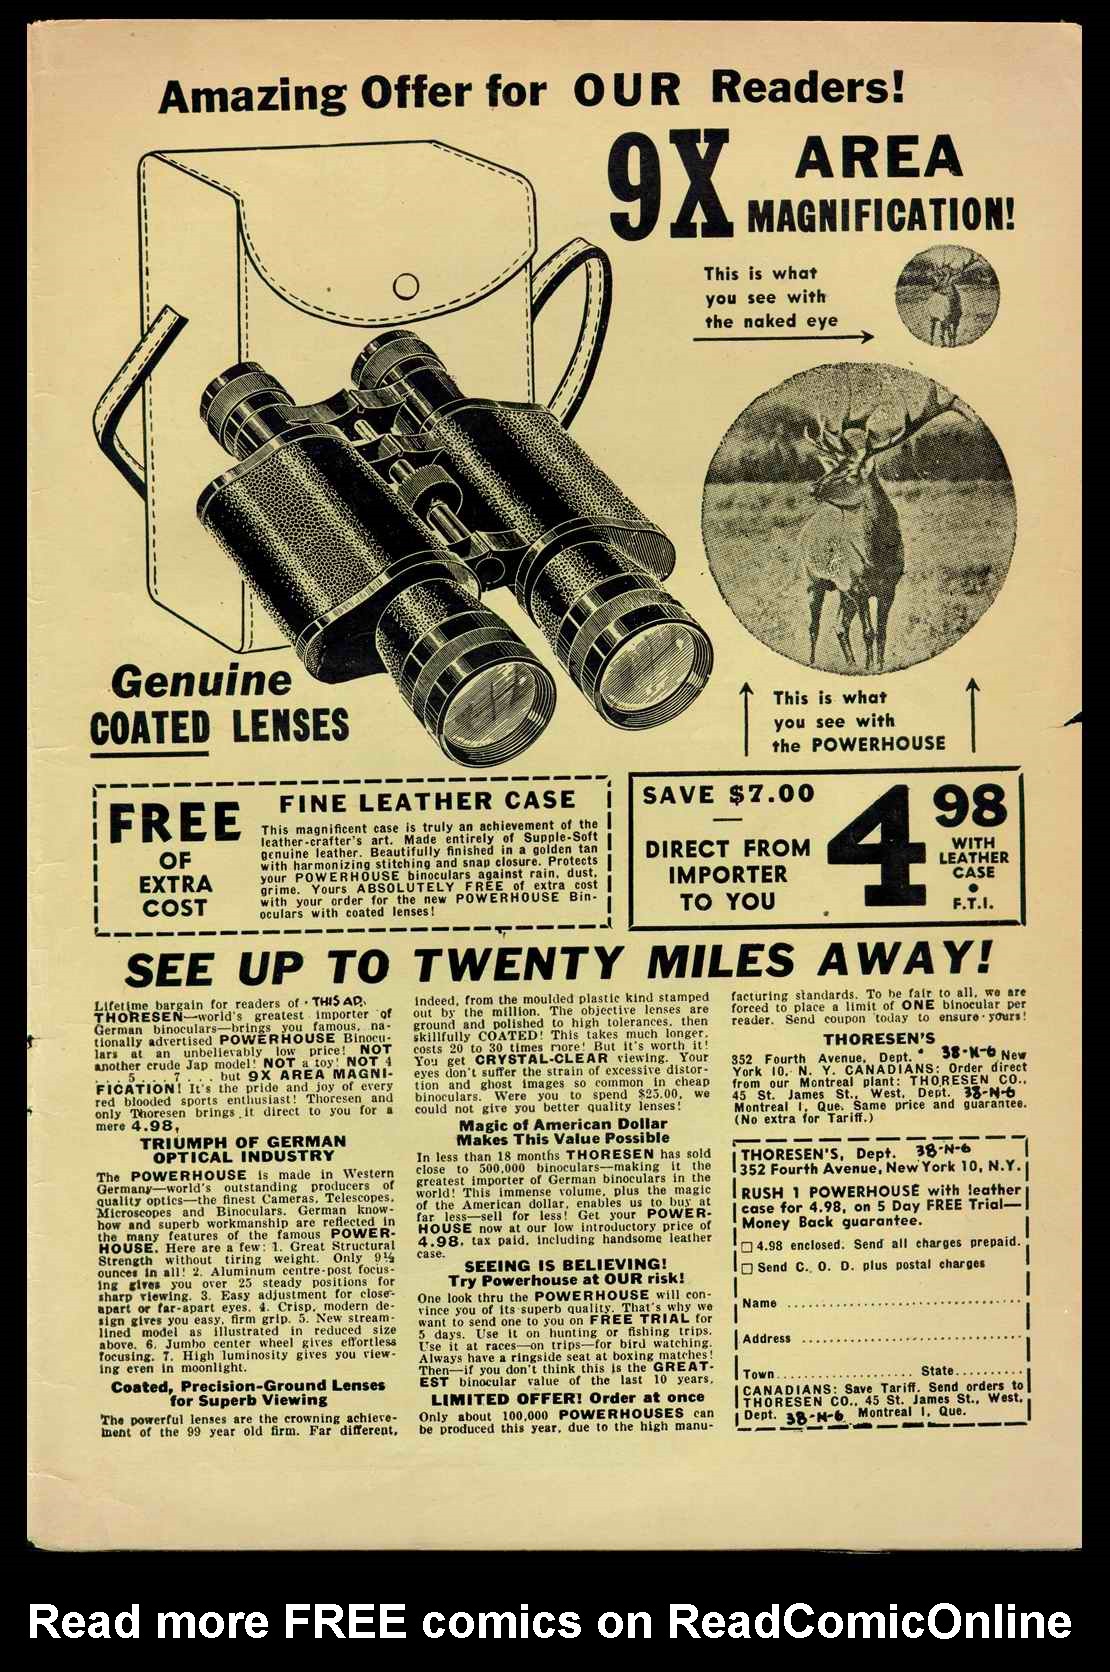 Amazing Offer for OUR Readers!
9X AREA
MAGNIFICATION!
This is what
you see with
the naked eye
This is what
you see with
the POWERHOUSE
Genuine
COATED LENSES
FREE
OF
EXTRA
COST
FINE LEATHER CASE
This magnificent case is truly an achievement of the
leather-crafter's art. Made entirely of Supple-Soft
genuine leather. Beautifully finished in a golden tan
with harmonizing stitching and snap closure. Protects
your POWERHOUSE binoculars against rain, dust,
grime. Yours ABSOLUTELY FREE of extra cost
with your order for the new POWERHOUSE Bin-
oculars with coated lenses!
SAVE $7.00
DIRECT FROM
IMPORTER
TO YOU
4 98
WITH
LEATHER
CASE
•
F.T.I.
SEE UP TO TWENTY MILES AWAY!
Lifetime bargain for readers of THIS AD.
THORESEN—world's greatest importer of
German binoculars—brings you famous, na-
tionally advertised POWERHOUSE Binocu-
lars at an unbelievably low price! NOT
another crude Jap model! NOT a toy! NOT 4
. . 5 . . . 7 . . . but 9X AREA MAGNI-
FICATION! It's the pride and joy of every
red blooded sports enthusiast! Thoresen and
only Thoresen brings it direct to you for a
mere 4.98.
TRIUMPH OF GERMAN
OPTICAL INDUSTRY
The POWERHOUSE is made in Western
Germany—world's outstanding producers of
quality optics—the finest Cameras, Telescopes,
Microscopes and Binoculars. German know-
how and superb workmanship are reflected in
the many features of the famous POWER-
HOUSE. Here are a few: 1. Great Structural
Strength without tiring weight. Only 9½
ounces in all! 2. Aluminum centre-post focus-
ing gives you over 25 steady positions for
sharp viewing. 3. Easy adjustment for close-
apart or far-apart eyes. 4. Crisp, modern de-
sign gives you easy, firm grip. 5. New stream-
lined model as illustrated in reduced size
above. 6. Jumbo center wheel gives effortless
focusing. 7. High luminosity gives you view-
ing even in moonlight.
Coated, Precision-Ground Lenses
for Superb Viewing
The powerful lenses are the crowning achieve-
ment of the 99 year old firm. Far different,
indeed, from the moulded plastic kind stamped
out by the million. The objective lenses are
ground and polished to high tolerances, then
skillfully COATED! This takes much longer,
costs 20 to 30 times more! But it's worth it!
You get CRYSTAL-CLEAR viewing. Your
eyes don't suffer the strain of excessive distor-
tion and ghost images so common in cheap
binoculars. Were you to spend $25.00, we
could not give you better quality lenses!
Magic of American Dollar
Makes This Value Possible
In less than 18 months THORESEN has sold
close to 500,000 binoculars—making it the
greatest importer of German binoculars in the
world! This immense volume, plus the magic
of the American dollar, enables us to buy at
far less—sell for less! Get your POWER-
HOUSE now at our low introductory price of
4.98, tax paid, including handsome leather
case.
SEEING IS BELIEVING!
Try Powerhouse at OUR risk!
One look thru the POWERHOUSE will con-
vince you of its superb quality. That's why we
want to send one to you on FREE TRIAL for
5 days. Use it on hunting or fishing trips.
Use it at races—on trips—for bird watching.
Always have a ringside seat at boxing matches!
Then—if you don't think this is the GREAT-
EST binocular value of the last 10 years,
LIMITED OFFER! Order at once
Only about 100,000 POWERHOUSES can
be produced this year, due to the high manu-
facturing standards. To be fair to all, we are
forced to place a limit of ONE binocular per
reader. Send coupon today to ensure yours!
THORESEN'S
352 Fourth Avenue, Dept. 38-N-6 New
York 10, N. Y. CANADIANS: Order direct
from our Montreal plant: THORESEN CO.,
45 St. James St., West, Dept. 38-N-6
Montreal 1, Que. Same price and guarantee.
(No extra for Tariff.)
THORESEN'S, Dept. 38-N-6
352 Fourth Avenue, New York 10, N.Y.
RUSH 1 POWERHOUSE with leather
case for 4.98, on 5 Day FREE Trial—
Money Back guarantee.
□ 4.98 enclosed. Send all charges prepaid.
□ Send C. O. D. plus postal charges
Name ....................................
Address ..................................
Town..................... State...........
CANADIANS: Save Tariff. Send orders to
THORESEN CO., 45 St. James St., West,
Dept. 38-N-6 Montreal 1, Que.
Read more FREE comics on ReadComicOnline